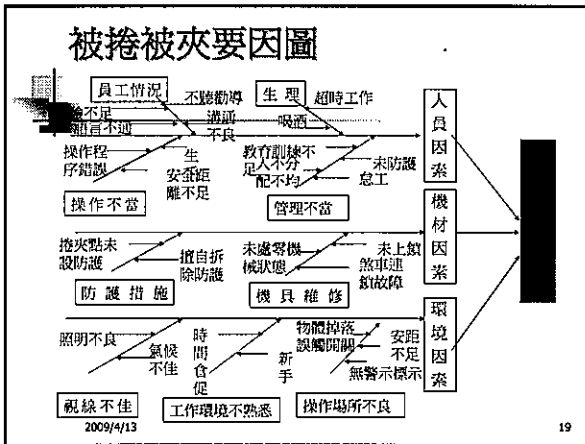 被捲被夾要因圖
員工情況
不聽勸導
生理
超時工作
不足
語言不通
溝通
不良
吸酒
人員因素
操作程
序錯誤
生
安全距
離不足
教育訓練不
足人不分
配不均
未防護
怠工
操作不當
管理不當
機材因素
捲夾點未
設防護
擅自拆
除防護
未處零機
械狀態
未上鎖
煞車連
鎖故障
防護措施
機具維修
照明不良
氣候
不佳
時
間
倉
促
新
手
物體掉落
誤觸開關
安距
不足
無警示標示
環境因素
視線不佳
工作環境不熟悉
操作場所不良
2009/4/13
19